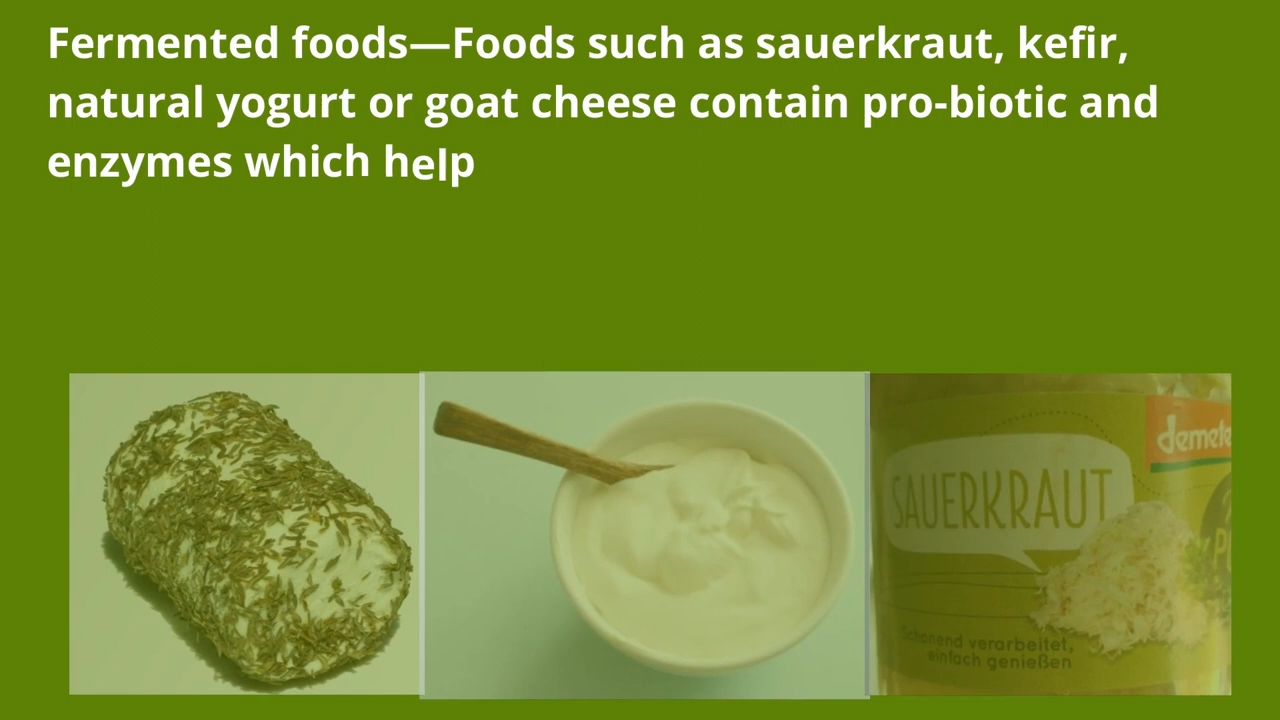 Fermented foods—Foods such as sauerkraut, kefir,
natural yogurt or goat cheese contain pro-biotic and
enzymes which help
demete
SAUERKRAUT
verarbeitet,
einfach genießen